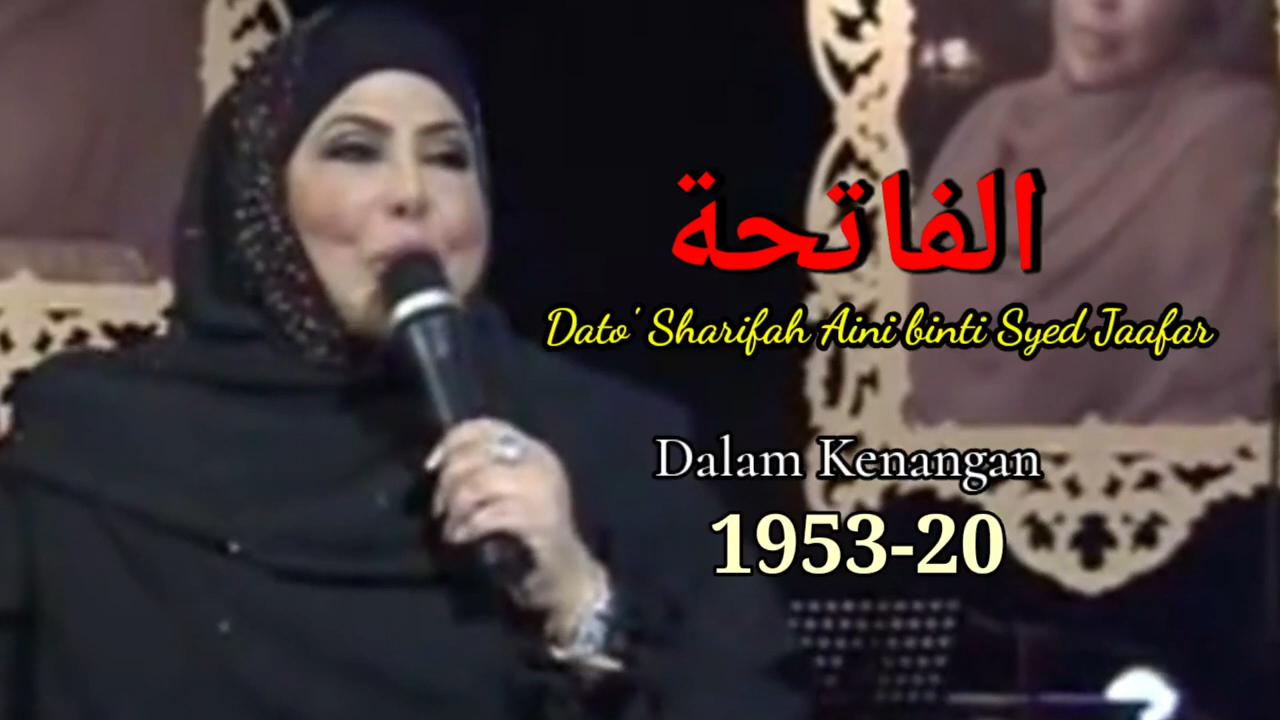 الفاتحة
Dato' Sharifah Aini binti Syed Jaafar
Dalam Kenangan
1953-20